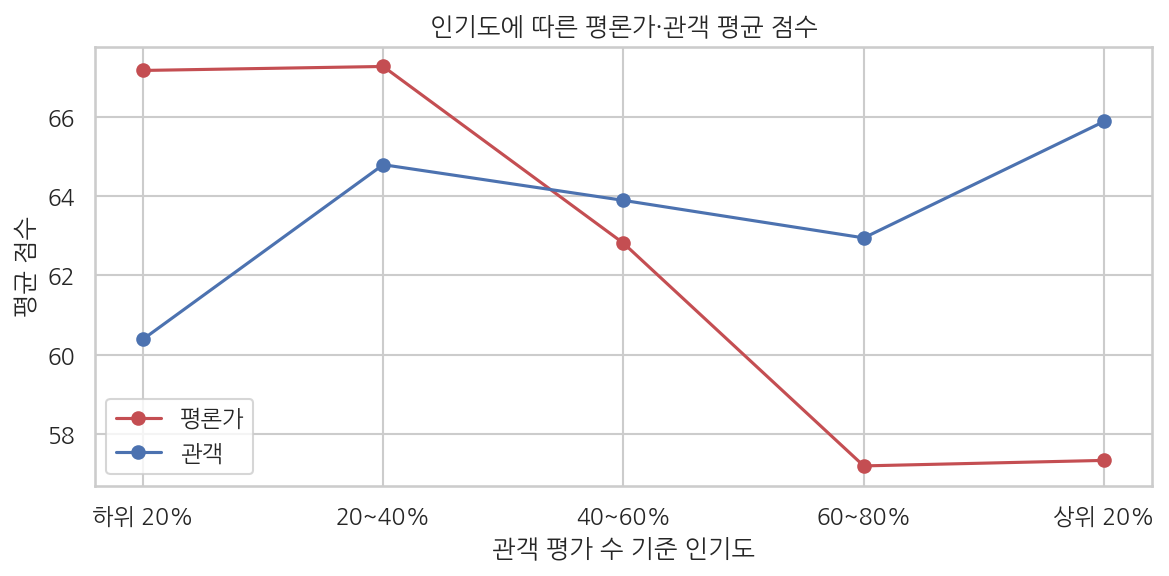 인기도에 따른 평론가·관객 평균 점수
평균 점수
66
64
62
60
58
평론가
관객
하위 20%
20~40%
40~60%
60~80%
상위 20%
관객 평가 수 기준 인기도